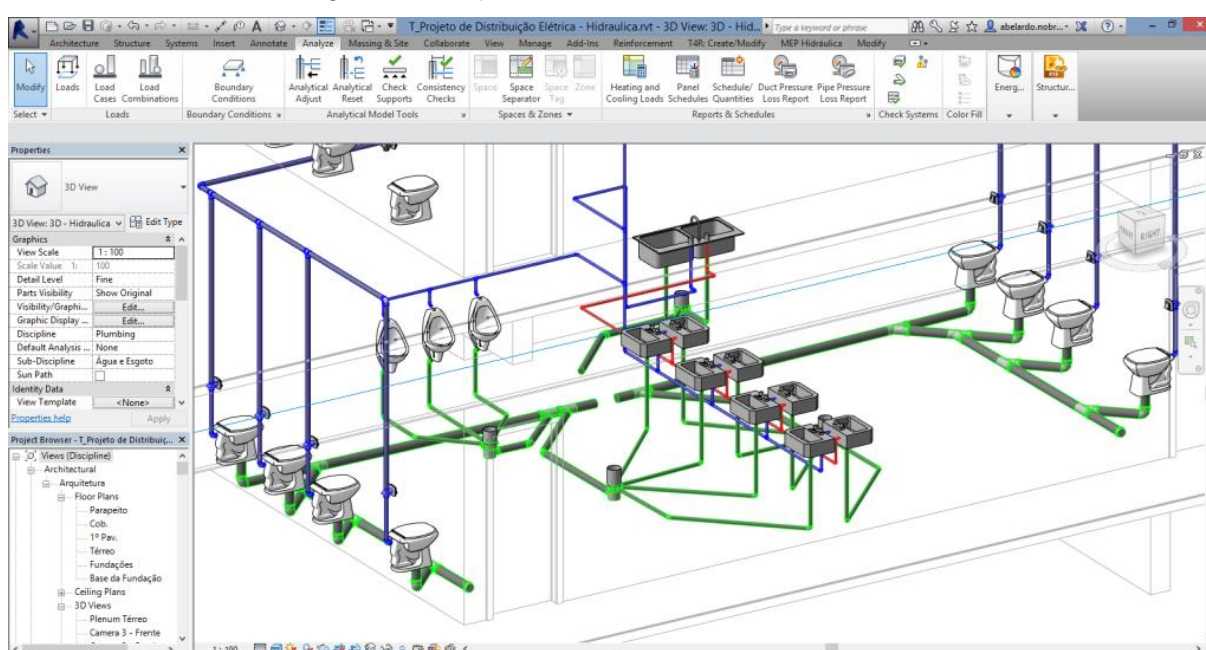 T_Projeto de Distribuição Elétrica - Hidraulica.rvt - 3D View: 3D - Hid... Type a keyword or phrase abelardo.nobr...
Architecture Structure Systems Insert Annotate Analyze Massing & Site Collaborate View Manage Add-Ins Reinforcement T4R: Create/Modify MEP Hidráulica Modify
Modify Loads Load Cases Load Combinations Boundary Conditions Analytical Adjust Analytical Reset Check Supports Consistency Checks Space Space Separator Space Tag Zone Heating and Cooling Loads Panel Schedules Schedule/ Quantities Duct Pressure Loss Report Pipe Pressure Loss Report Energ... Structur...
Select Loads Boundary Conditions Analytical Model Tools Spaces & Zones Reports & Schedules Check Systems Color Fill
Properties X
3D View
3D View: 3D - Hidraulica Edit Type
Graphics
View Scale 1 : 100
Scale Value 1: 100
Detail Level Fine
Parts Visibility Show Original
Visibility/Graphi... Edit...
Graphic Display ... Edit...
Discipline Plumbing
Default Analysis ... None
Sub-Discipline Água e Esgoto
Sun Path
Identity Data
View Template <None>
Properties help Apply
Project Browser - T_Projeto de Distribuiç... X
Views (Discipline)
Architectural
Arquitetura
Floor Plans
Parapeito
Cob.
1º Pav.
Térreo
Fundações
Base da Fundação
Ceiling Plans
3D Views
Plenum Térreo
Camera 3 - Frente
RIGHT
1 : 100